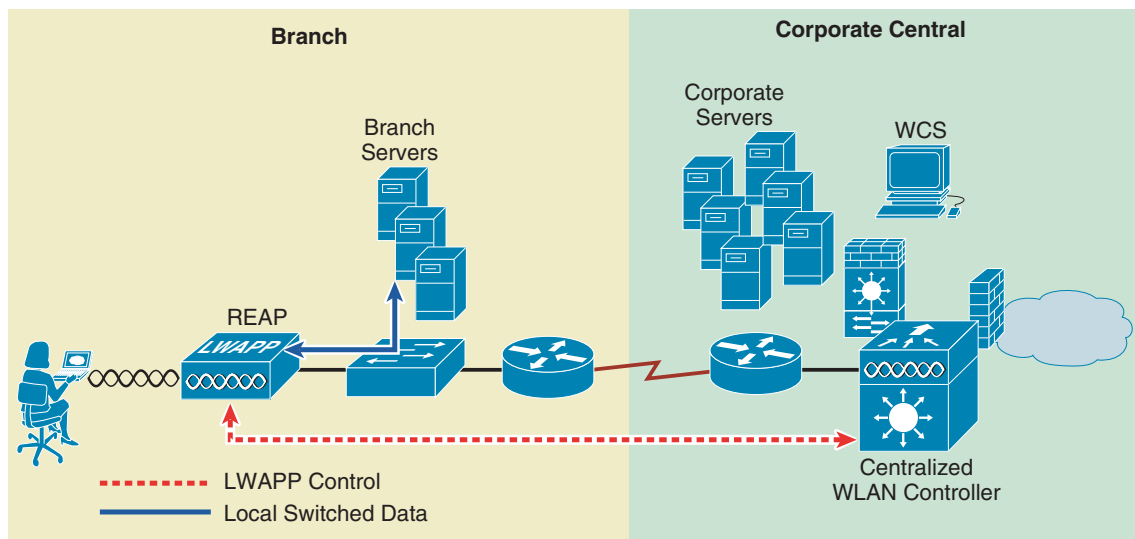 Branch
Corporate Central
Corporate
Servers
WCS
Branch
Servers
REAP
LWAPP
Centralized
WLAN Controller
LWAPP Control
Local Switched Data